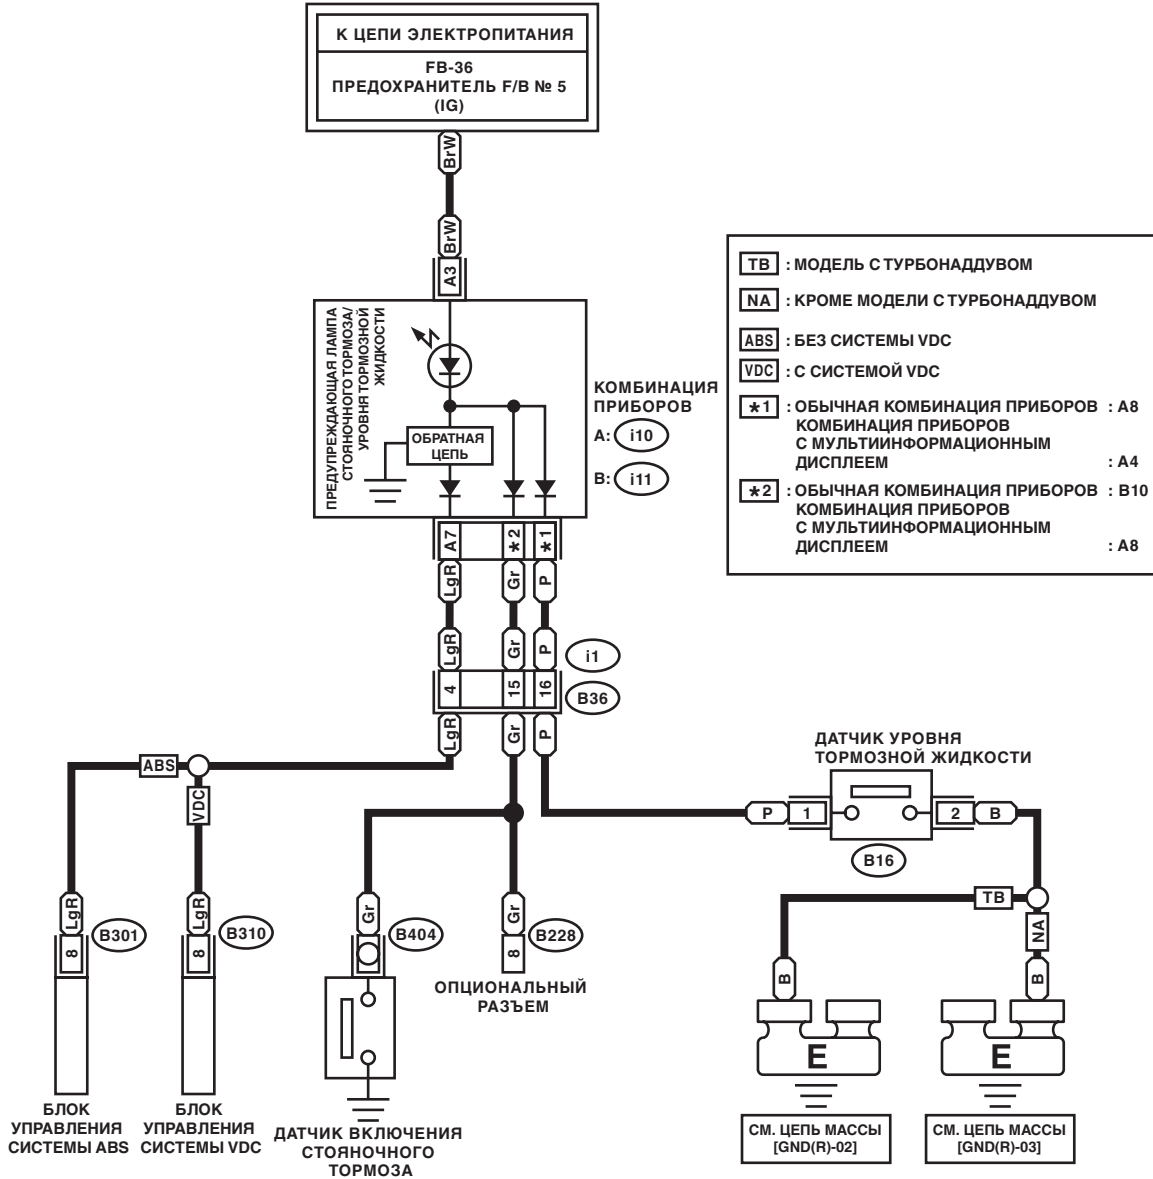 К ЦЕПИ ЭЛЕКТРОПИТАНИЯ
FB-36
ПРЕДОХРАНИТЕЛЬ F/B № 5
(IG)
BrW
BrW
A3
ПРЕДУПРЕЖДАЮЩАЯ ЛАМПА
СТОЯНОЧНОГО ТОРМОЗА/
УРОВНЯ ТОРМОЗНОЙ
ЖИДКОСТИ
ОБРАТНАЯ
ЦЕПЬ
КОМБИНАЦИЯ
ПРИБОРОВ
A: i10
B: i11
TB : МОДЕЛЬ С ТУРБОНАДДУВОМ
NA : КРОМЕ МОДЕЛИ С ТУРБОНАДДУВОМ
ABS : БЕЗ СИСТЕМЫ VDC
VDC : С СИСТЕМОЙ VDC
*1 : ОБЫЧНАЯ КОМБИНАЦИЯ ПРИБОРОВ : A8
КОМБИНАЦИЯ ПРИБОРОВ
С МУЛЬТИИНФОРМАЦИОННЫМ
ДИСПЛЕЕМ : A4
*2 : ОБЫЧНАЯ КОМБИНАЦИЯ ПРИБОРОВ : B10
КОМБИНАЦИЯ ПРИБОРОВ
С МУЛЬТИИНФОРМАЦИОННЫМ
ДИСПЛЕЕМ : A8
A7 *2 *1
LgR Gr P
LgR Gr P
i1
4 15 16
B36
LgR Gr P
ABS
VDC
ДАТЧИК УРОВНЯ
ТОРМОЗНОЙ ЖИДКОСТИ
P 1 2 B
B16
TB
NA
LgR LgR Gr Gr
B301 B310 B404 B228
8 8 8
B B
ОПЦИОНАЛЬНЫЙ
РАЗЪЕМ
E E
БЛОК
УПРАВЛЕНИЯ
СИСТЕМЫ ABS
БЛОК
УПРАВЛЕНИЯ
СИСТЕМЫ VDC
ДАТЧИК ВКЛЮЧЕНИЯ
СТОЯНОЧНОГО
ТОРМОЗА
СМ. ЦЕПЬ МАССЫ
[GND(R)-02]
СМ. ЦЕПЬ МАССЫ
[GND(R)-03]